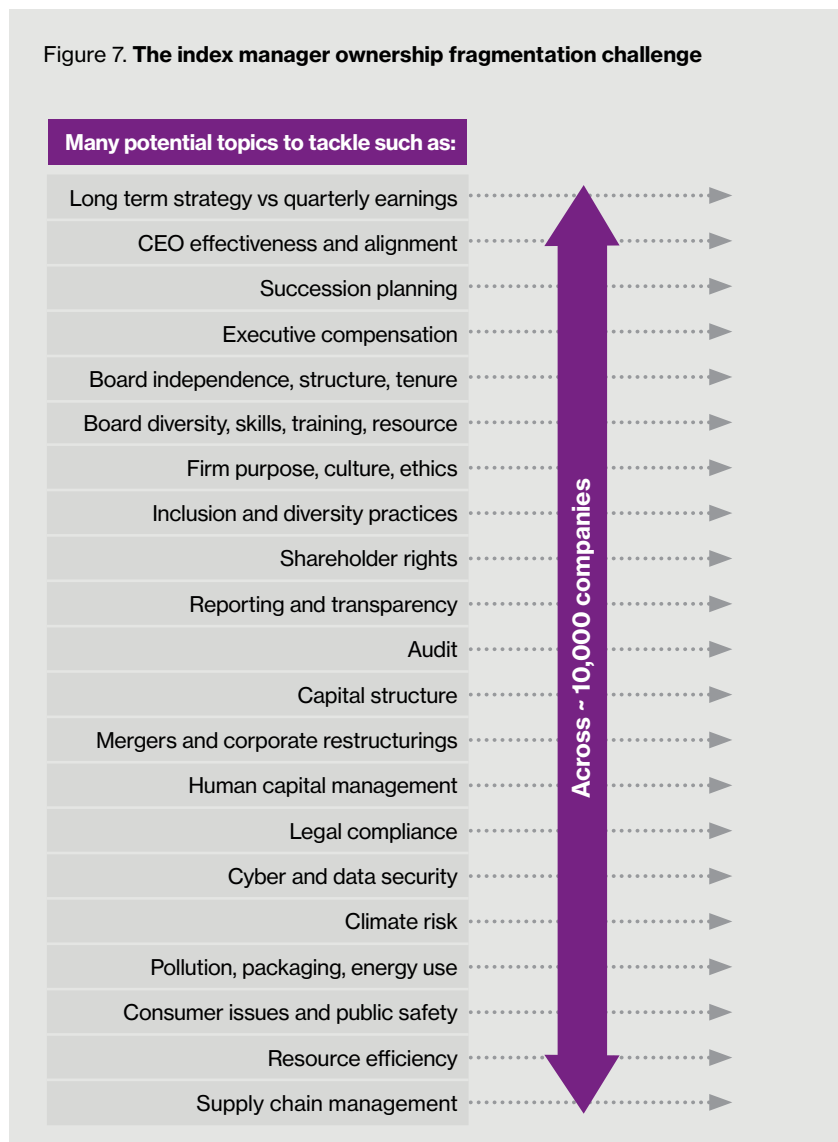 Figure 7. The index manager ownership fragmentation challenge
Many potential topics to tackle such as:
Long term strategy vs quarterly earnings
CEO effectiveness and alignment
Succession planning
Executive compensation
Board independence, structure, tenure
Board diversity, skills, training, resource
Firm purpose, culture, ethics
Inclusion and diversity practices
Shareholder rights
Reporting and transparency
Audit
Capital structure
Mergers and corporate restructurings
Human capital management
Legal compliance
Cyber and data security
Climate risk
Pollution, packaging, energy use
Consumer issues and public safety
Resource efficiency
Supply chain management
Across ~ 10,000 companies